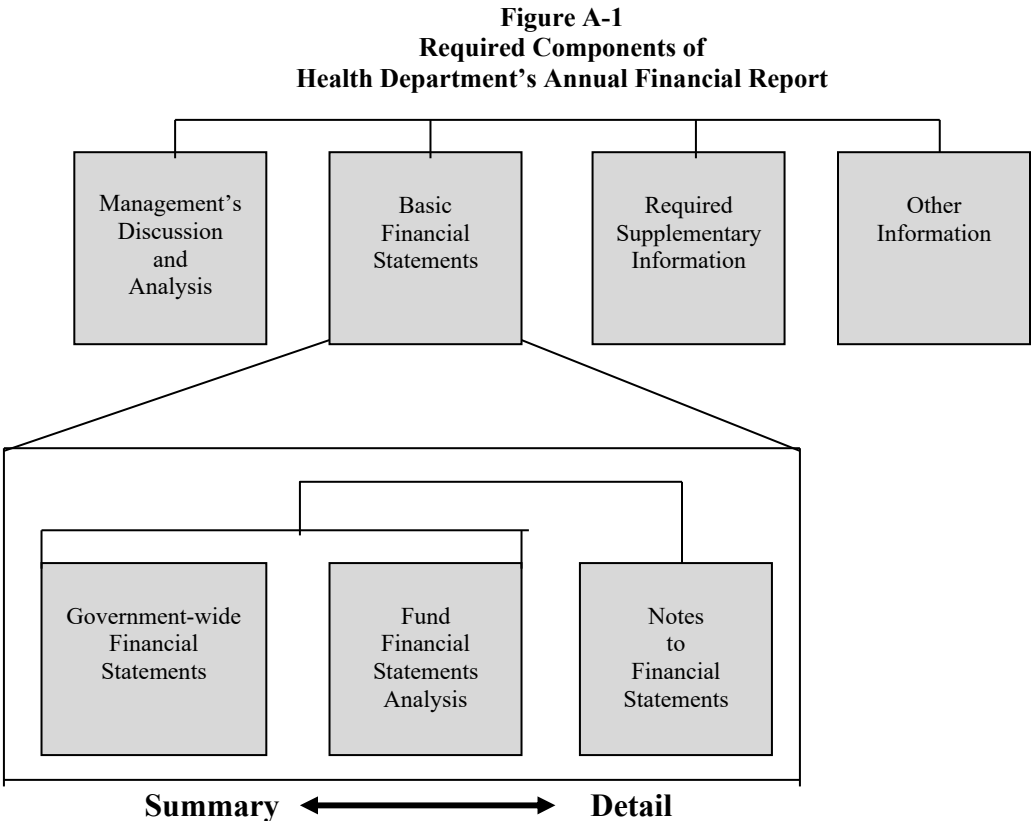 Figure A-1
Required Components of
Health Department’s Annual Financial Report
Management’s
Discussion
and
Analysis
Basic
Financial
Statements
Required
Supplementary
Information
Other
Information
Government-wide
Financial
Statements
Fund
Financial
Statements
Analysis
Notes
to
Financial
Statements
Summary
Detail